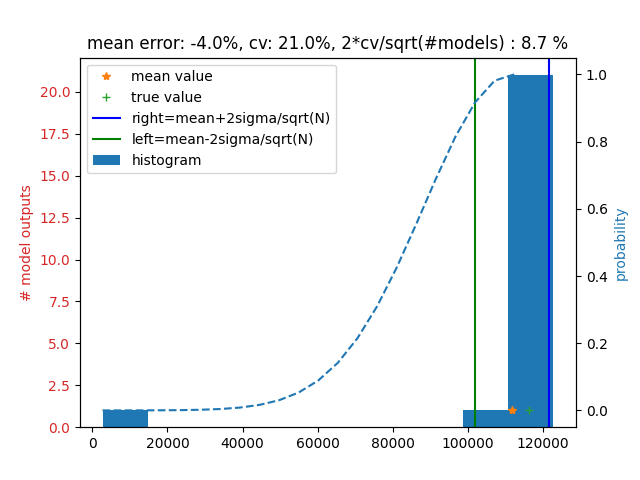 mean error: -4.0%, cv: 21.0%, 2*cv/sqrt(#models) : 8.7 %
mean value
true value
right=mean+2sigma/sqrt(N)
left=mean-2sigma/sqrt(N)
histogram
# model outputs
20.0
17.5
15.0
12.5
10.0
7.5
5.0
2.5
0.0
1.0
0.8
0.6
0.4
0.2
0.0
probability
0 20000 40000 60000 80000 100000 120000